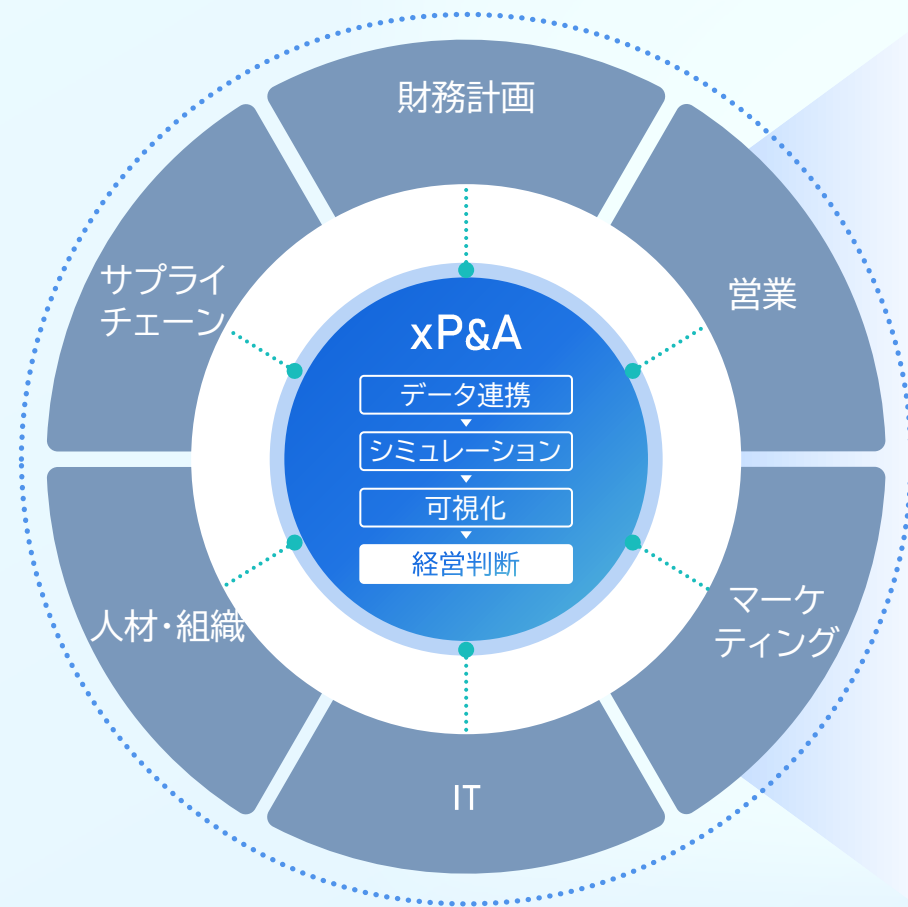 財務計画
サプライ
チェーン
営業
xP&A
データ連携
シミュレーション
可視化
経営判断
人材・組織
マーケ
ティング
IT